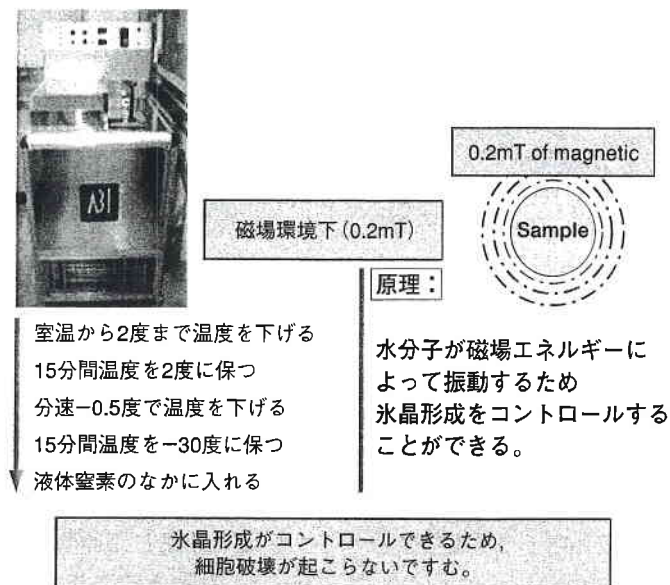 ABI
0.2mT of magnetic
Sample
磁場環境下(0.2mT)
原理:
室温から2度まで温度を下げる
15分間温度を2度に保つ
分速−0.5度で温度を下げる
15分間温度を−30度に保つ
液体窒素のなかに入れる
水分子が磁場エネルギーに
よって振動するため
氷晶形成をコントロールする
ことができる。
氷晶形成がコントロールできるため,
細胞破壊が起こらないですむ。